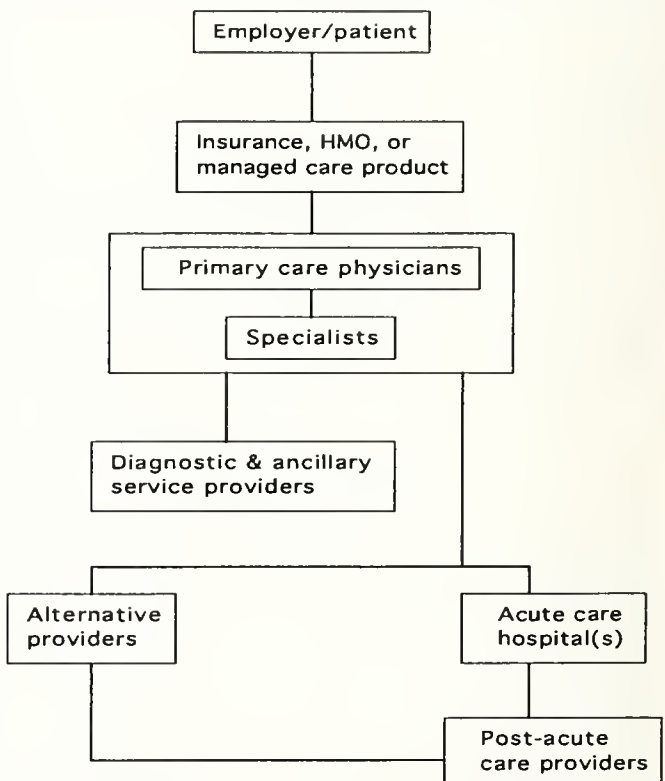 Employer/patient
Insurance, HMO, or
managed care product
Primary care physicians
Specialists
Diagnostic & ancillary
service providers
Alternative
providers
Acute care
hospital(s)
Post-acute
care providers